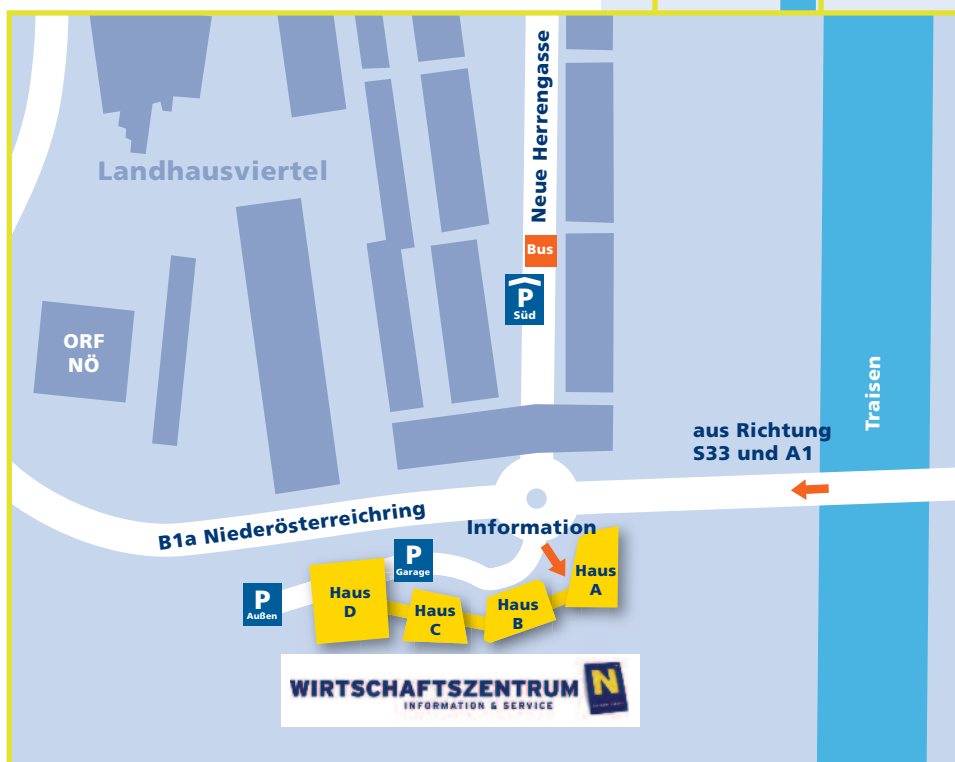 Neue Herrengasse
Landhausviertel
Bus
P
Süd
ORF
NÖ
Traisen
aus Richtung
S33 und A1
B1a Niederösterreichring
Information
P
Garage
P
Außen
Haus
A
Haus
B
Haus
C
Haus
D
WIRTSCHAFTSZENTRUM
INFORMATION & SERVICE
N